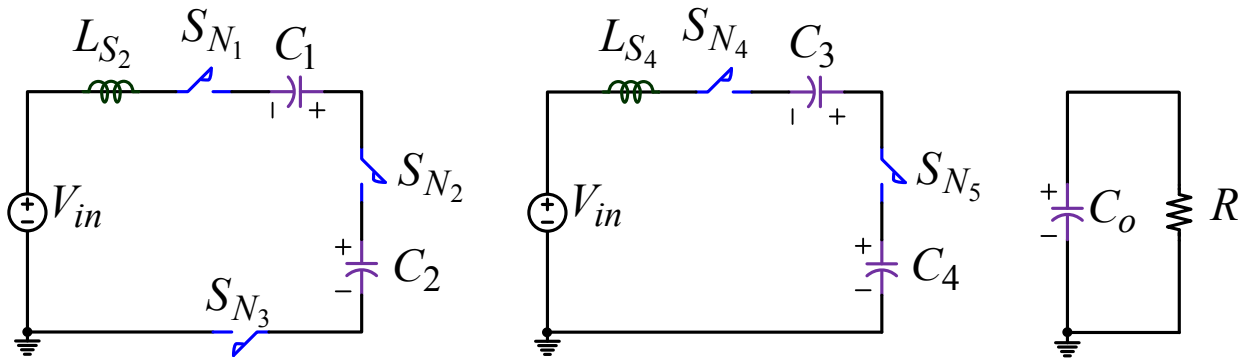 L_{S_2} S_{N_1} C_1
L_{S_4} S_{N_4} C_3
− + − +
S_{N_2} S_{N_5}
+ − V_{in} + − V_{in} + − C_o R
+ − C_2 + − C_4
S_{N_3}